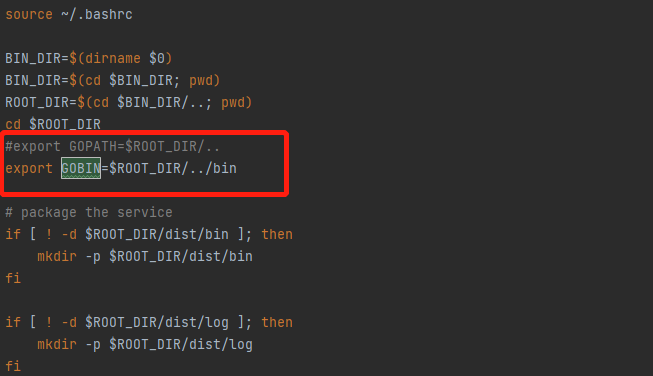 source ~/.bashrc
BIN_DIR=$(dirname $0)
BIN_DIR=$(cd $BIN_DIR; pwd)
ROOT_DIR=$(cd $BIN_DIR/..; pwd)
cd $ROOT_DIR
#export GOPATH=$ROOT_DIR/..
export GOBIN=$ROOT_DIR/../bin
# package the service
if [ ! -d $ROOT_DIR/dist/bin ]; then
    mkdir -p $ROOT_DIR/dist/bin
fi
if [ ! -d $ROOT_DIR/dist/log ]; then
    mkdir -p $ROOT_DIR/dist/log
fi